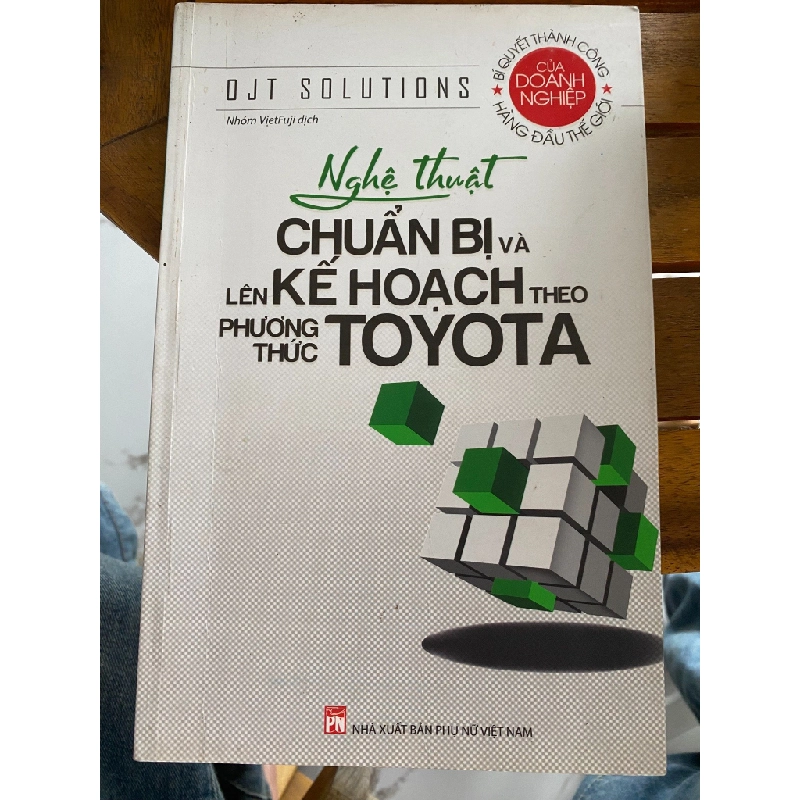 OJT SOLUTIONS
Nhóm VietFuji dịch
BÍ QUYẾT THÀNH CÔNG
CỦA
DOANH
NGHIỆP
HÀNG ĐẦU THẾ GIỚI
Nghệ thuật
CHUẨN BỊ VÀ
LÊN KẾ HOẠCH THEO
PHƯƠNG
THỨC TOYOTA
PN
NHÀ XUẤT BẢN PHỤ NỮ VIỆT NAM